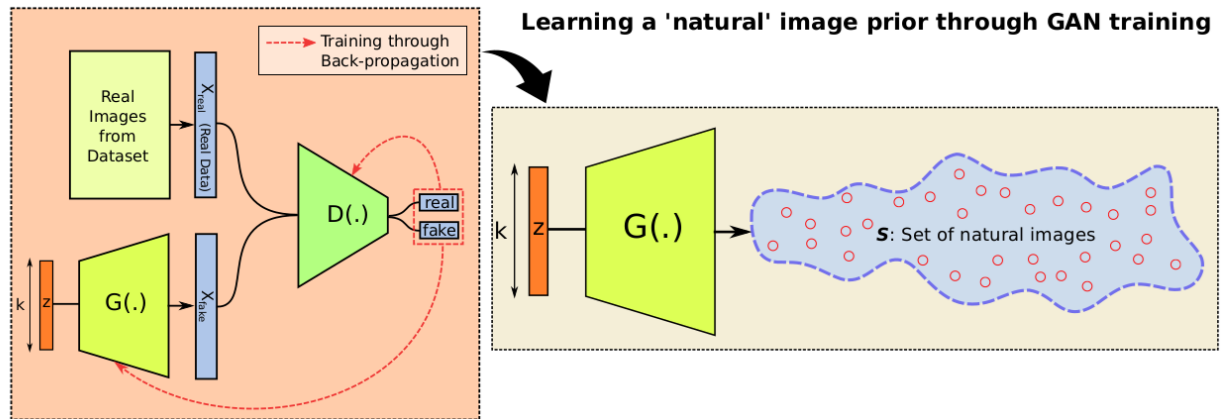 Learning a 'natural' image prior through GAN training
Training through
Back-propagation
Real
Images
from
Dataset
X_real (Real Data)
D(.)
real
fake
k
z
G(.)
X_fake
k
z
G(.)
S: Set of natural images